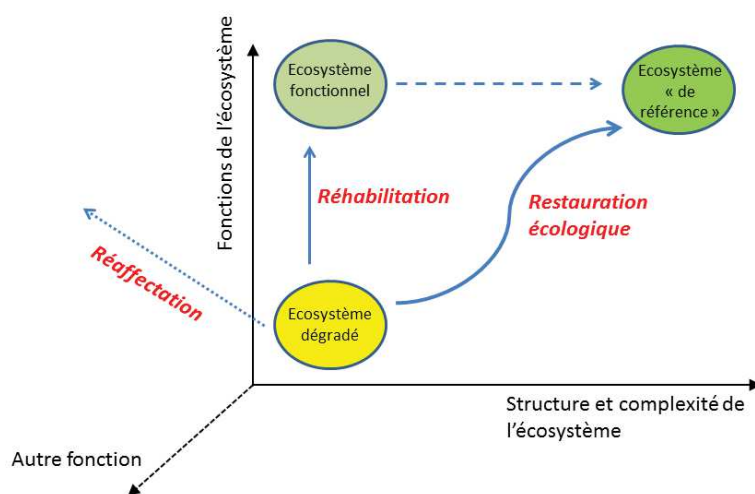 Fonctions de l'écosystème
Ecosystème
fonctionnel
Ecosystème
« de
référence »
Réhabilitation
Restauration
écologique
Réaffectation
Ecosystème
dégradé
Structure et complexité de
l'écosystème
Autre fonction